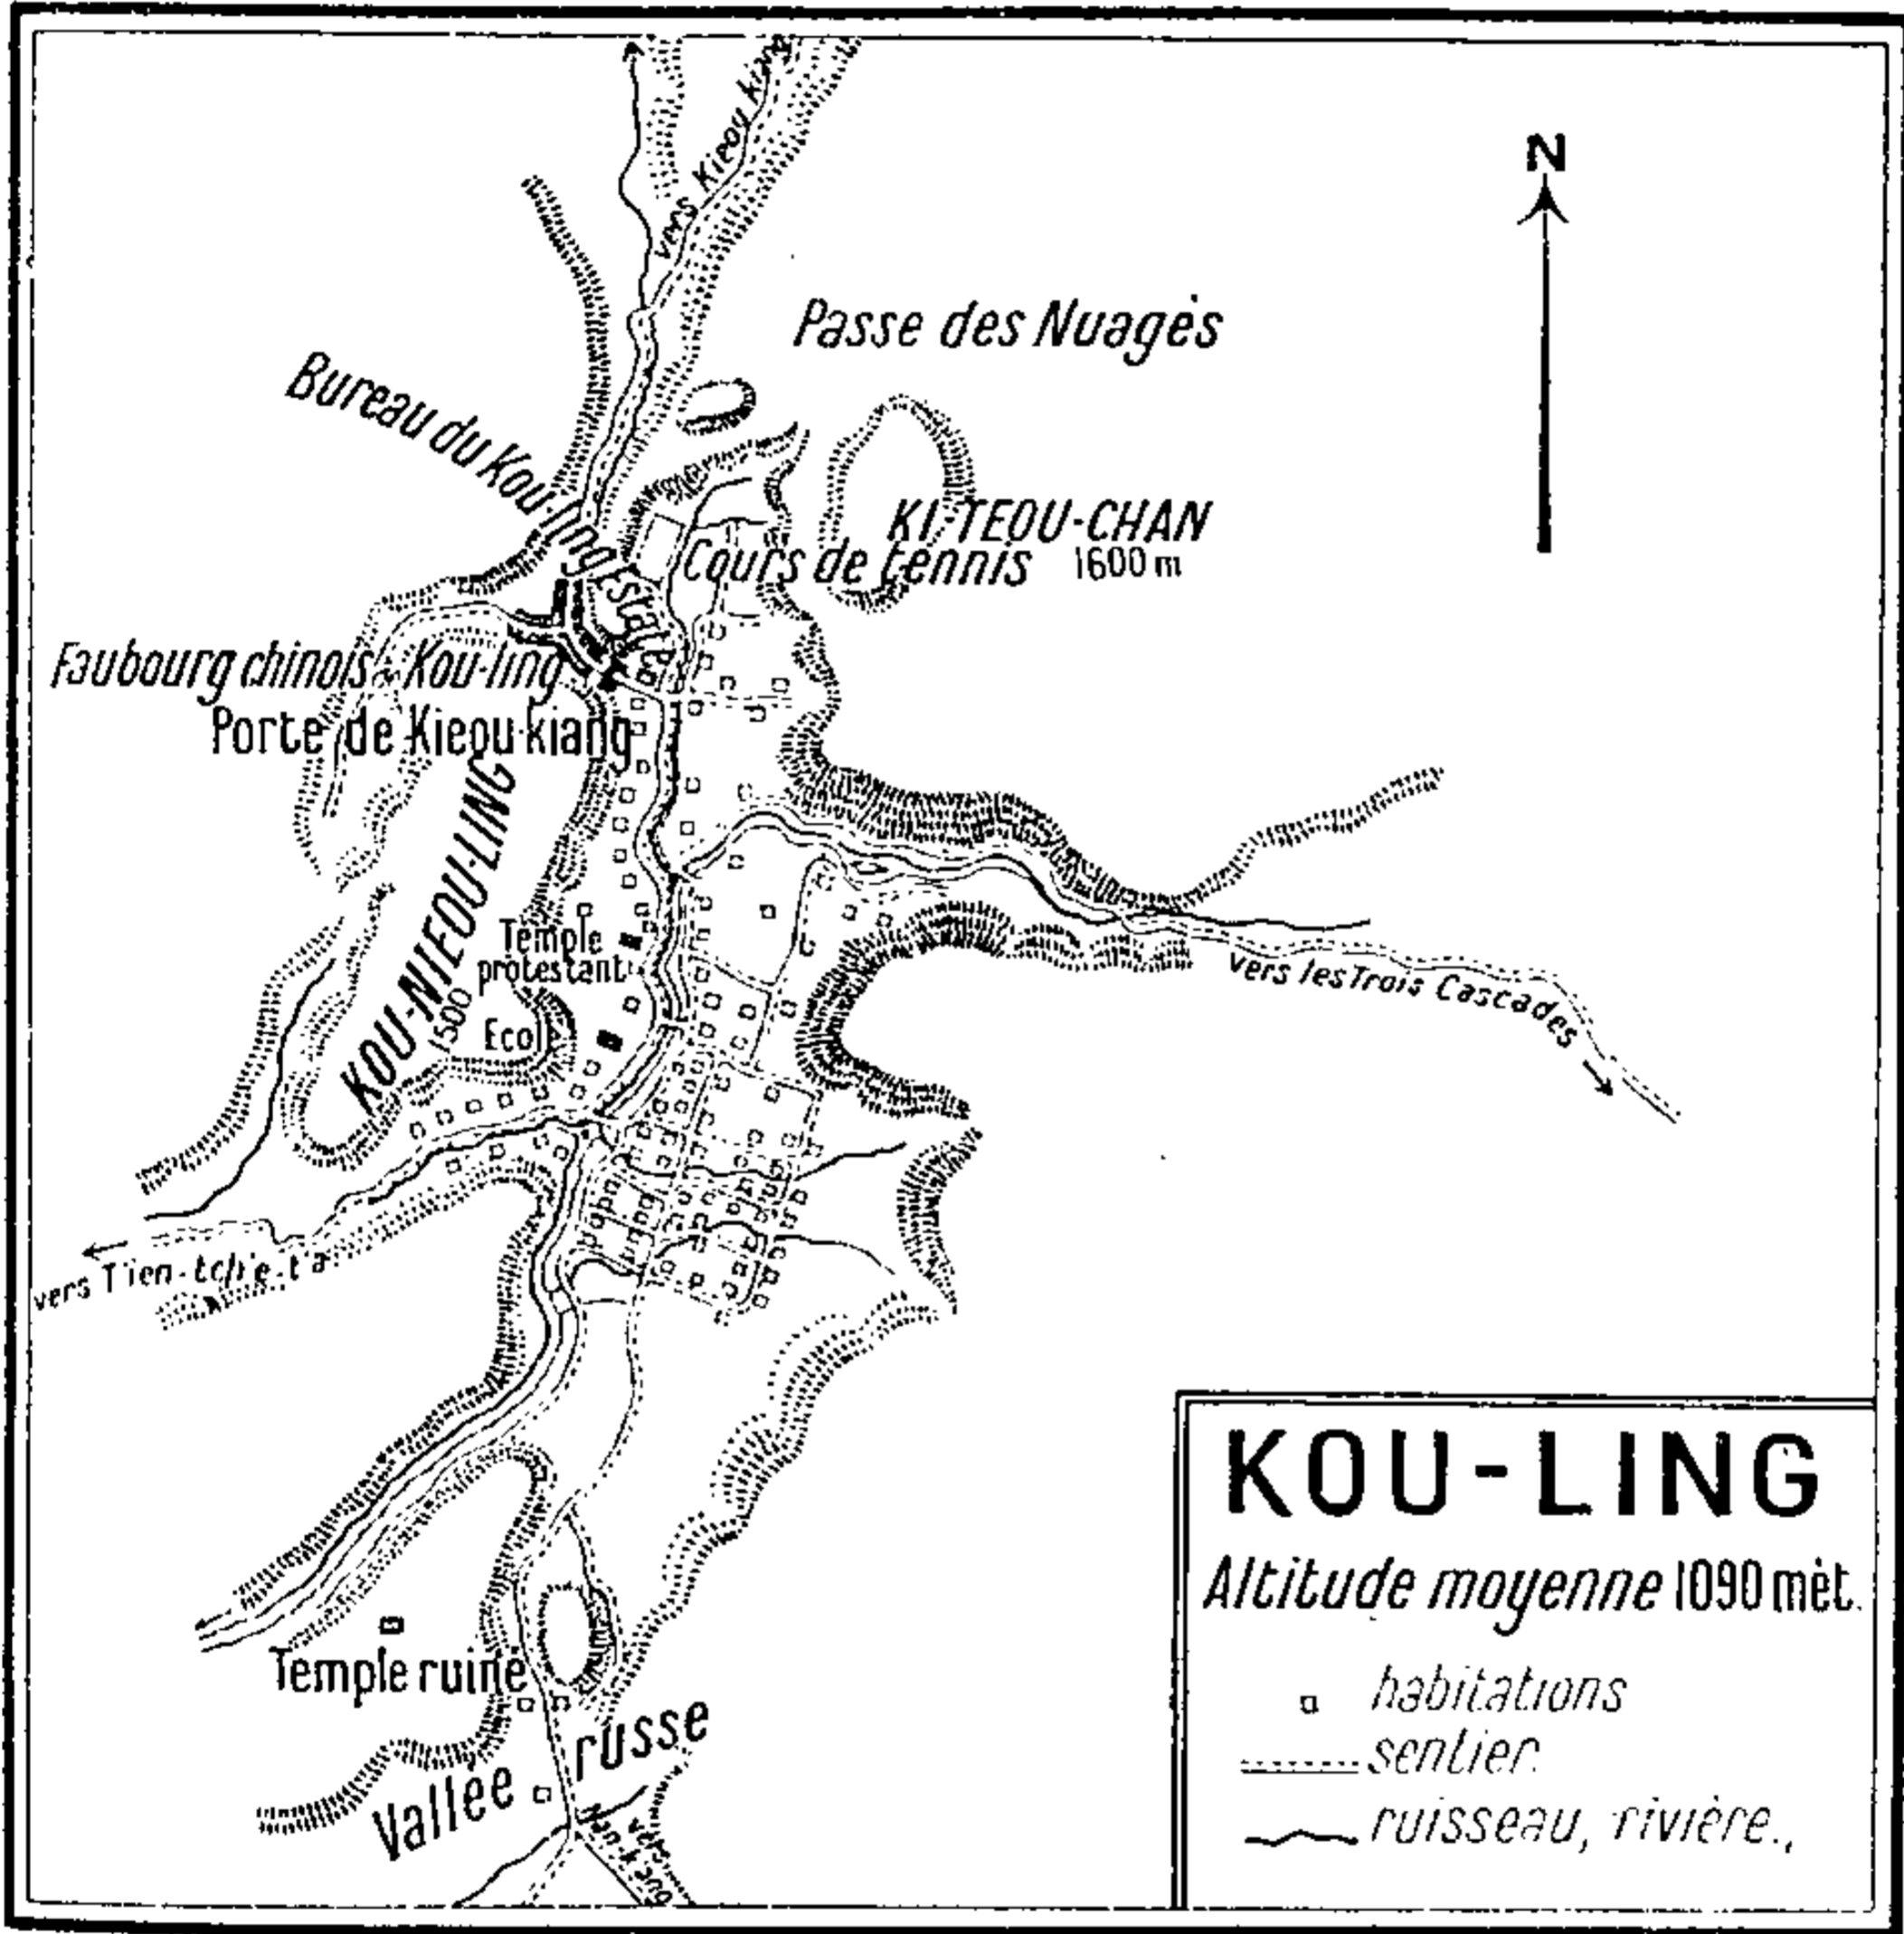 vers Kieou kiang
N
Passe des Nuages
Bureau du Kou-ling Estate
KI-TEOU-CHAN
Cours de tennis 1600 m
Faubourg chinois Kou-ling
Porte de Kieou-kiang
KOU-NIEOU-LING
1500
Temple
protestant
Ecole
vers les Trois Cascades
vers T'ien-tch'e-t'a
Temple ruine
Vallée russe
KOU-LING
Altitude moyenne 1090 mèt.
habitations
sentier.
ruisseau, rivière.,